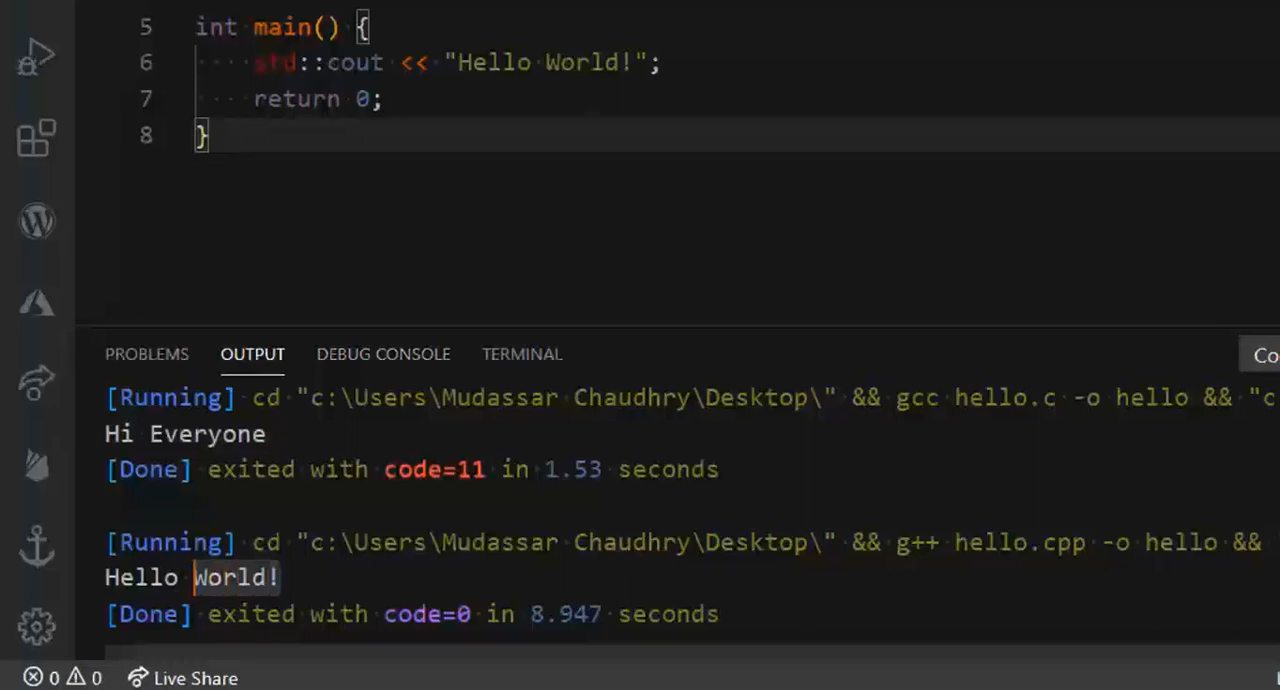 5 int main() {
6 std::cout << "Hello World!";
7 return 0;
8 }
PROBLEMS OUTPUT DEBUG CONSOLE TERMINAL
Co
[Running] cd "c:\Users\Mudassar Chaudhry\Desktop\" && gcc hello.c -o hello && "c
Hi Everyone
[Done] exited with code=11 in 1.53 seconds
[Running] cd "c:\Users\Mudassar Chaudhry\Desktop\" && g++ hello.cpp -o hello &&
Hello World!
[Done] exited with code=0 in 8.947 seconds
0 0 Live Share